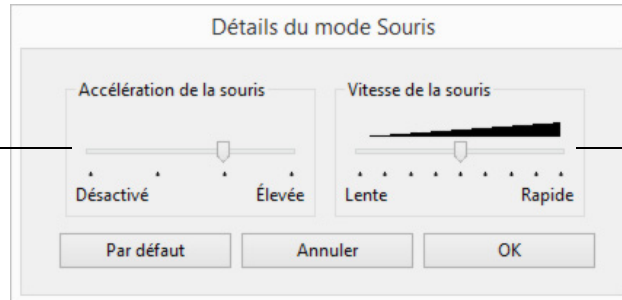 Détails du mode Souris
Accélération de la souris
Vitesse de la souris
Désactivé
Élevée
Lente
Rapide
Par défaut
Annuler
OK